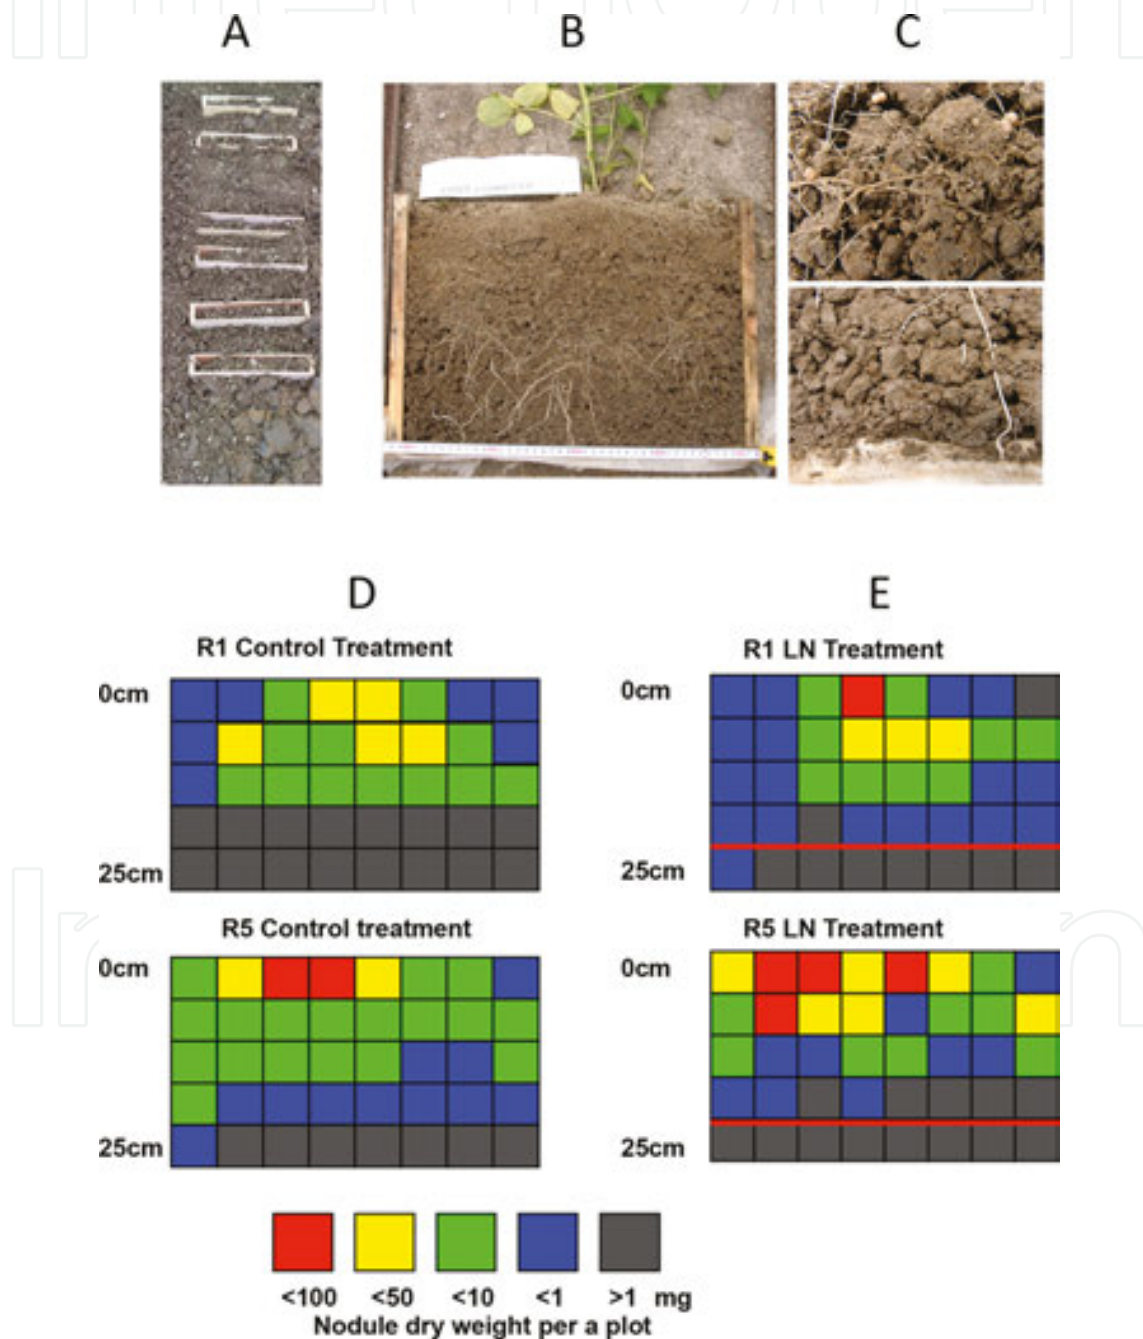 A
B
C
D
E
R1 Control Treatment
0cm
25cm
R1 LN Treatment
0cm
25cm
R5 Control treatment
0cm
25cm
R5 LN Treatment
0cm
25cm
<100 <50 <10 <1 >1 mg
Nodule dry weight per a plot